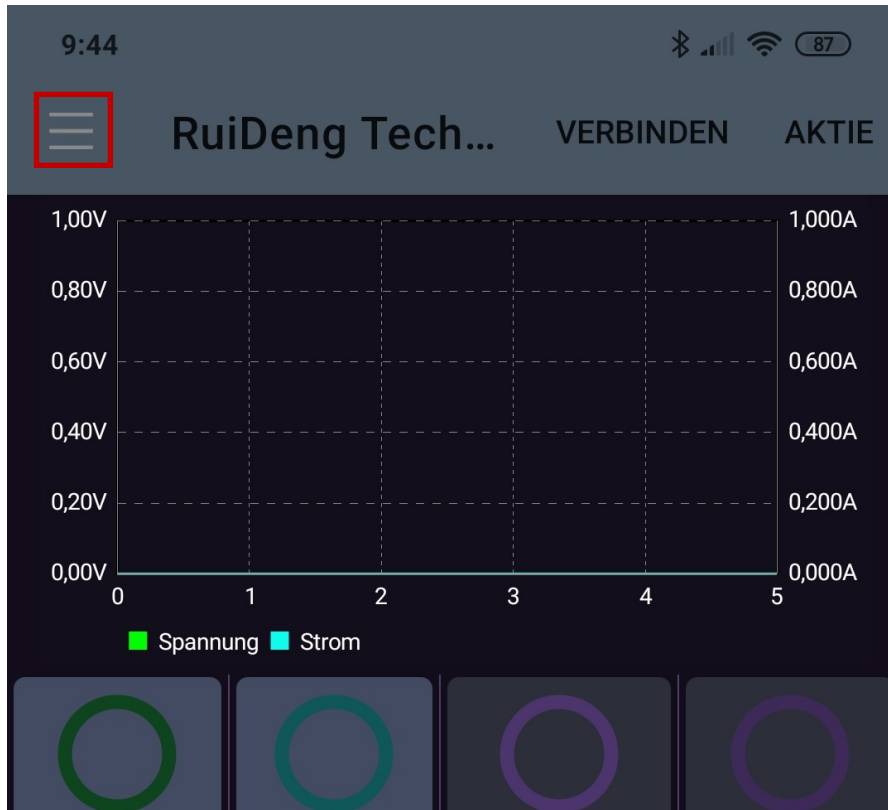 9:44 87
RuiDeng Tech... VERBINDEN AKTIE
1,00V 1,000A
0,80V 0,800A
0,60V 0,600A
0,40V 0,400A
0,20V 0,200A
0,00V 0,000A
0 1 2 3 4 5
Spannung Strom